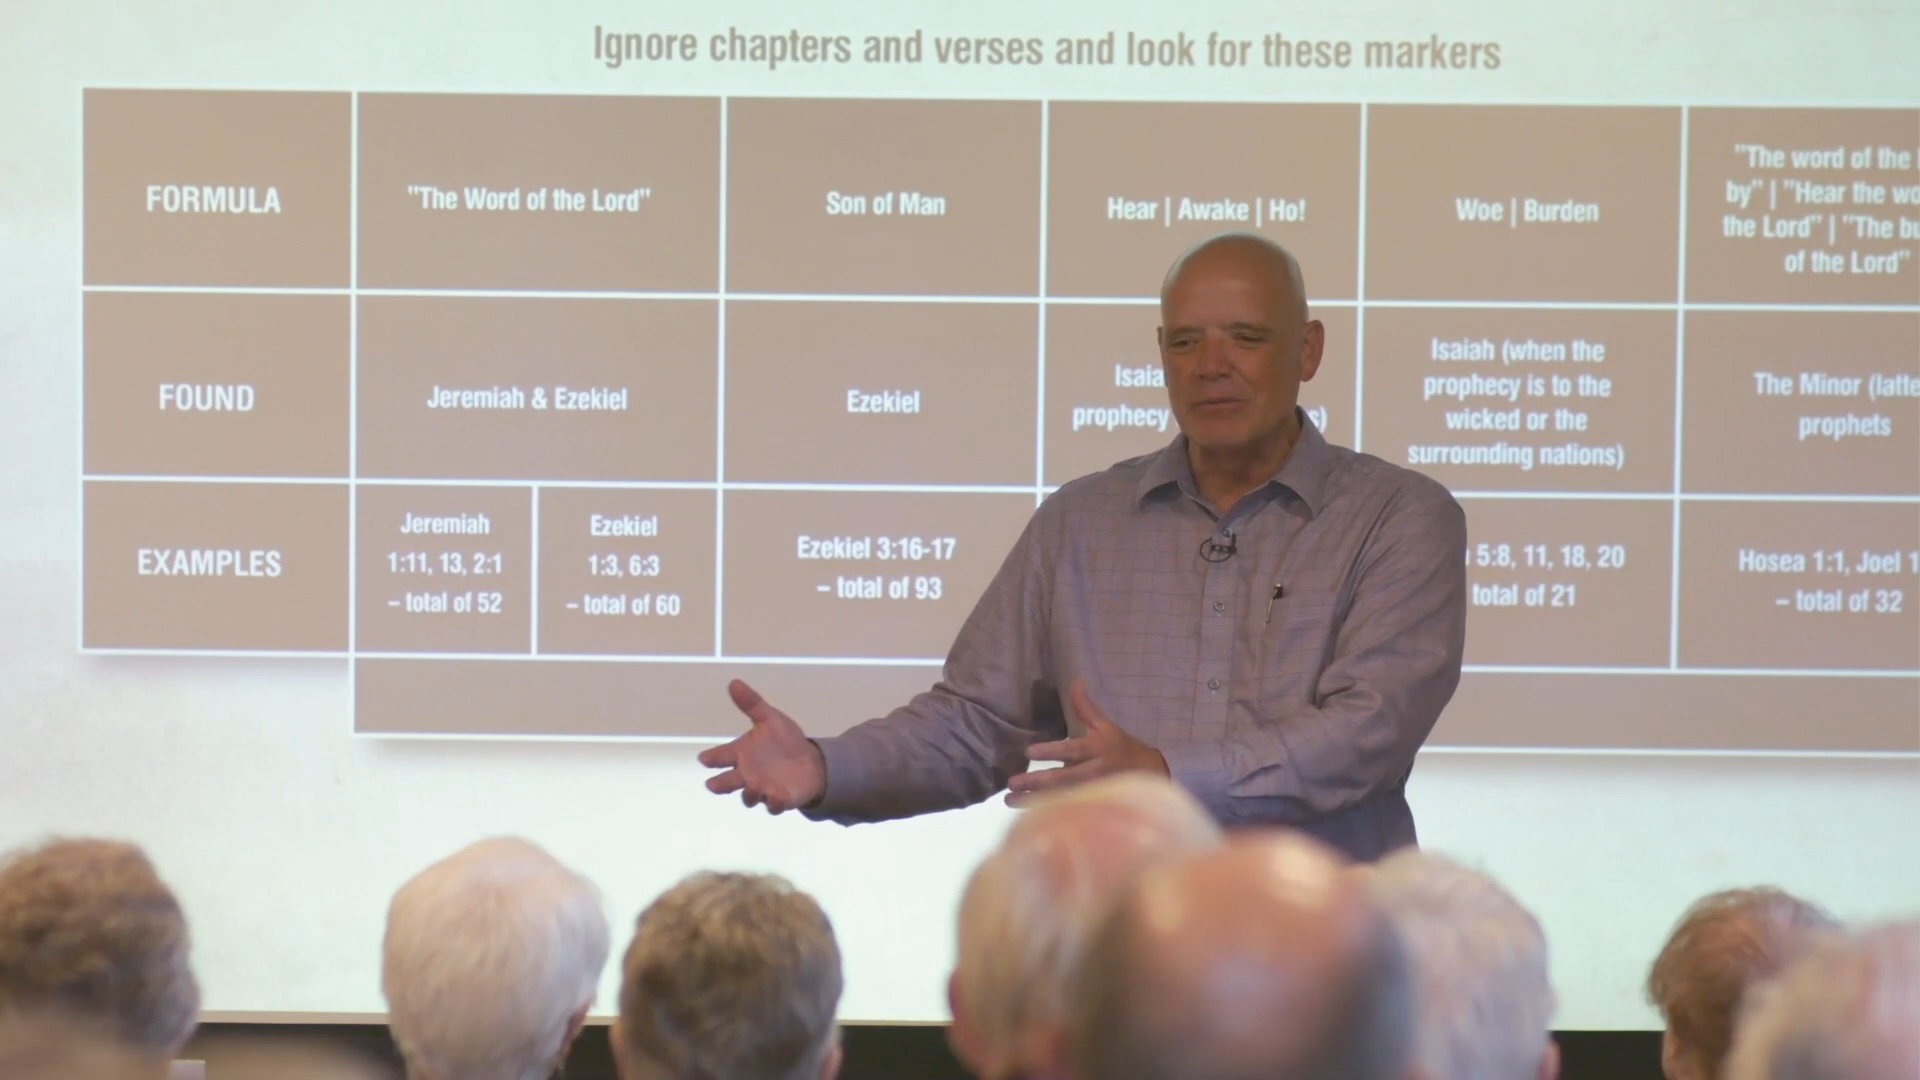 Ignore chapters and verses and look for these markers
FORMULA
"The Word of the Lord"
Son of Man
Hear | Awake | Ho!
Woe | Burden
"The word of the
by" | "Hear the
the Lord" | "The
of the Lord"
FOUND
Jeremiah & Ezekiel
Ezekiel
prophecy
Isaiah (when the
prophecy is to the
wicked or the
surrounding nations)
The Minor
prophets
EXAMPLES
Jeremiah
1:11, 13, 2:1
– total of 52
Ezekiel
1:3, 6:3
– total of 60
Ezekiel 3:16-17
– total of 93
5:8, 11, 18, 20
total of 21
Hosea 1:1, Joel
– total of 32